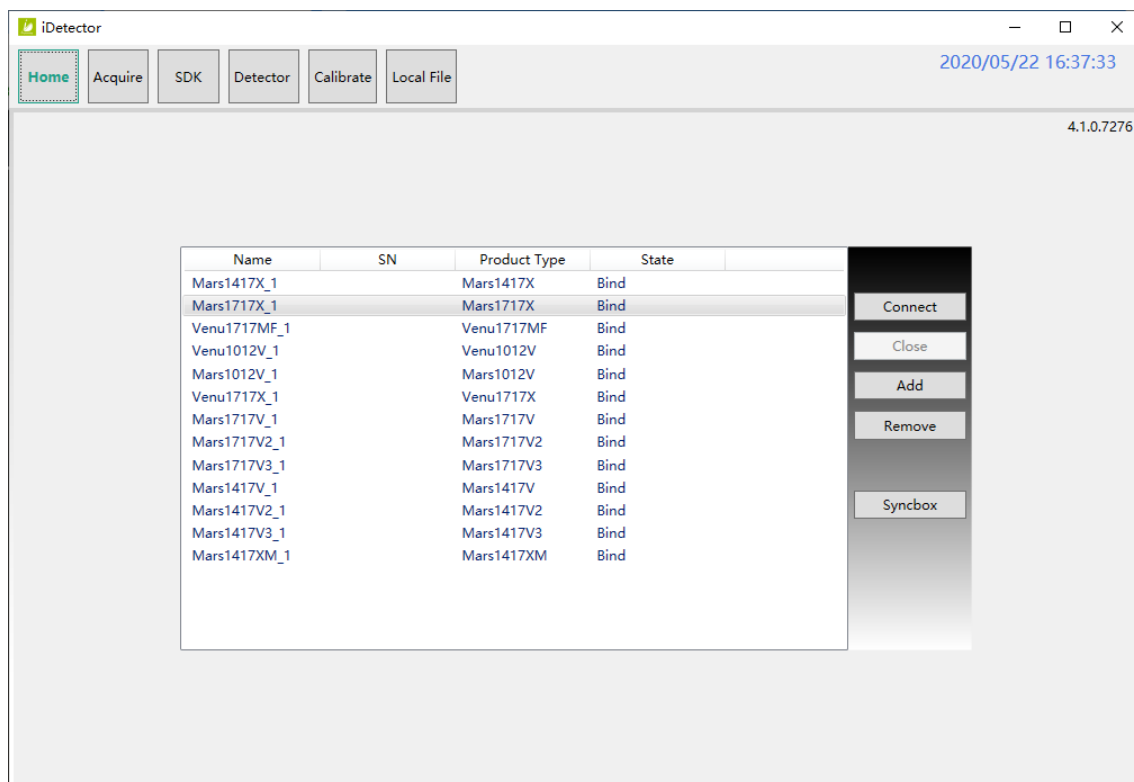 iDetector
Home Acquire SDK Detector Calibrate Local File
2020/05/22 16:37:33
4.1.0.7276
Name SN Product Type State
Mars1417X_1 Mars1417X Bind
Mars1717X_1 Mars1717X Bind
Venu1717MF_1 Venu1717MF Bind
Venu1012V_1 Venu1012V Bind
Mars1012V_1 Mars1012V Bind
Venu1717X_1 Venu1717X Bind
Mars1717V_1 Mars1717V Bind
Mars1717V2_1 Mars1717V2 Bind
Mars1717V3_1 Mars1717V3 Bind
Mars1417V_1 Mars1417V Bind
Mars1417V2_1 Mars1417V2 Bind
Mars1417V3_1 Mars1417V3 Bind
Mars1417XM_1 Mars1417XM Bind
Connect
Close
Add
Remove
Syncbox